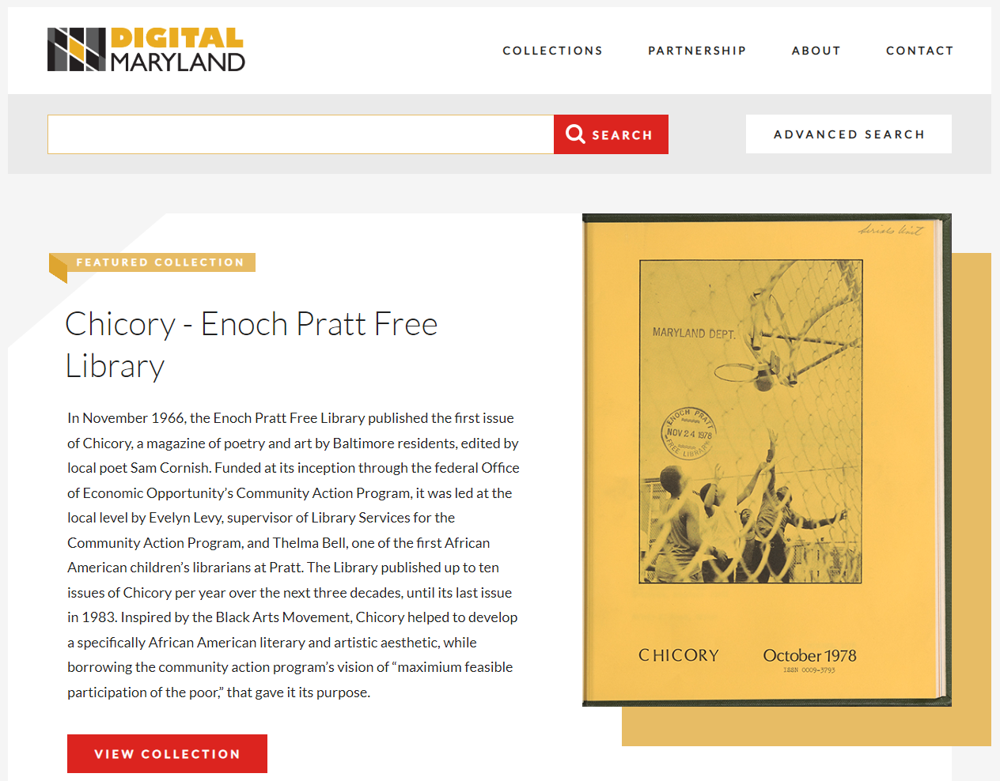 DIGITAL
MARYLAND
COLLECTIONS PARTNERSHIP ABOUT CONTACT
SEARCH
ADVANCED SEARCH
FEATURED COLLECTION
Chicory - Enoch Pratt Free
Library
In November 1966, the Enoch Pratt Free Library published the first issue
of Chicory, a magazine of poetry and art by Baltimore residents, edited by
local poet Sam Cornish. Funded at its inception through the federal Office
of Economic Opportunity’s Community Action Program, it was led at the
local level by Evelyn Levy, supervisor of Library Services for the
Community Action Program, and Thelma Bell, one of the first African
American children’s librarians at Pratt. The Library published up to ten
issues of Chicory per year over the next three decades, until its last issue
in 1983. Inspired by the Black Arts Movement, Chicory helped to develop
a specifically African American literary and artistic aesthetic, while
borrowing the community action program’s vision of “maximium feasible
participation of the poor,” that gave it its purpose.
VIEW COLLECTION
Serials Unit
MARYLAND DEPT.
ENOCH PRATT
NOV 24 1978
FREE LIBRARY
CHICORY October 1978
ISSN 0009-3793